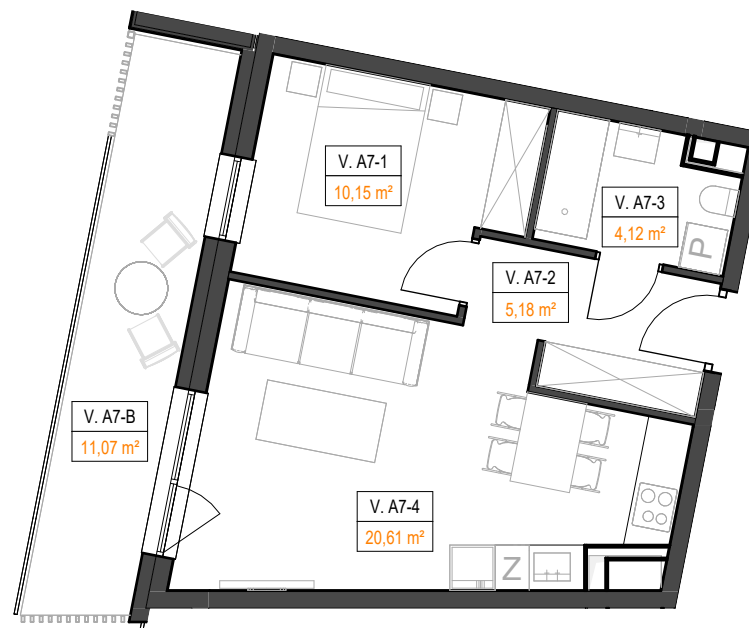 V. A7-1
10,15 m²
V. A7-3
4,12 m²
P
V. A7-2
5,18 m²
V. A7-B
11,07 m²
V. A7-4
20,61 m²
Z